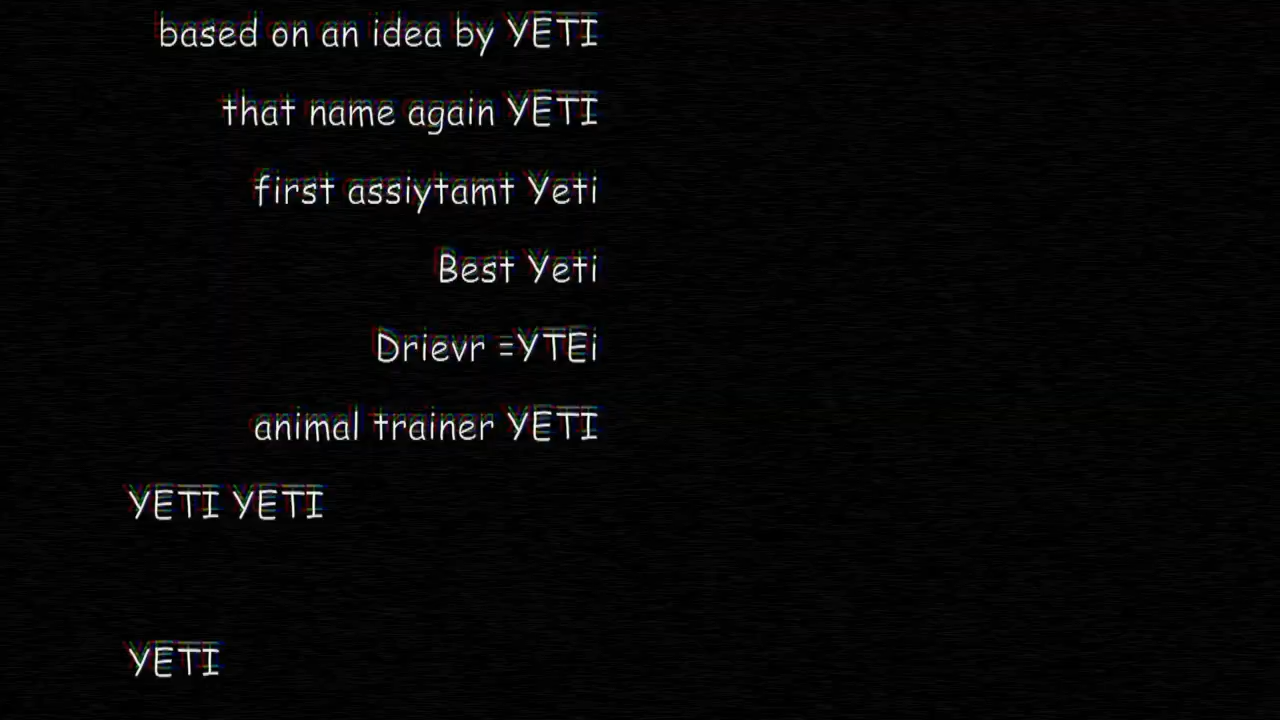 based on an idea by YETI
that name again YETI
first assiytamt Yeti
Best Yeti
Drievr =YTEi
animal trainer YETI
YETI YETI
YETI